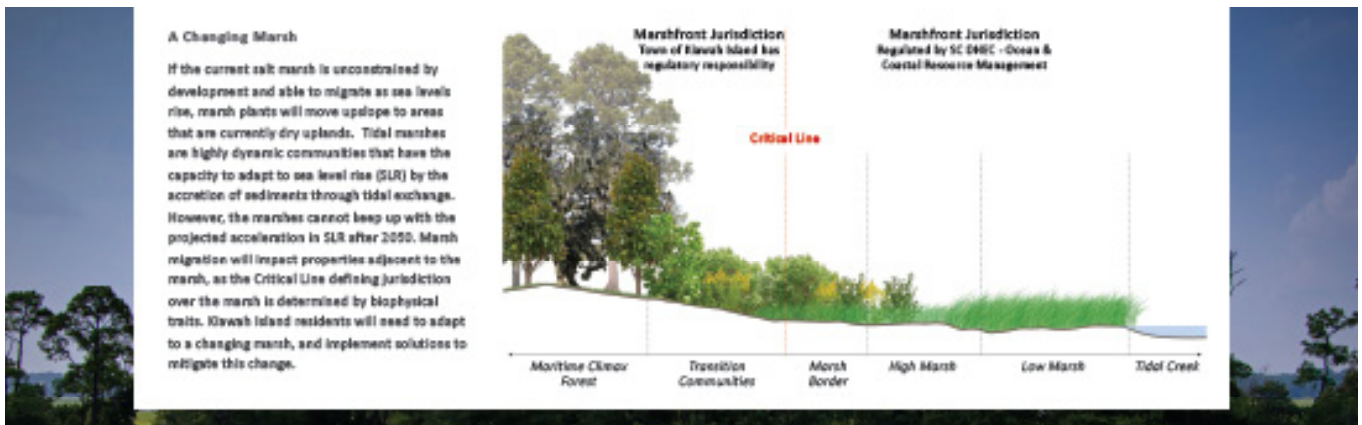 A Changing Marsh
If the current salt marsh is unconstrained by
development and able to migrate as sea levels
rise, marsh plants will move upslope to areas
that are currently dry uplands. Tidal marshes
are highly dynamic communities that have the
capacity to adapt to sea level rise (SLR) by the
accretion of sediments through tidal exchange.
However, the marshes cannot keep up with the
projected acceleration in SLR after 2050. Marsh
migration will impact properties adjacent to the
marsh, as the Critical Line defining jurisdiction
over the marsh is determined by biophysical
traits. Kiawah Island residents will need to adapt
to a changing marsh, and implement solutions to
mitigate this change.
Marshfront Jurisdiction
Town of Kiawah Island has
regulatory responsibility
Marshfront Jurisdiction
Regulated by SC DHEC - Ocean &
Coastal Resource Management
Critical Line
Maritime Climax
Forest
Transition
Communities
Marsh
Border
High Marsh
Low Marsh
Tidal Creek